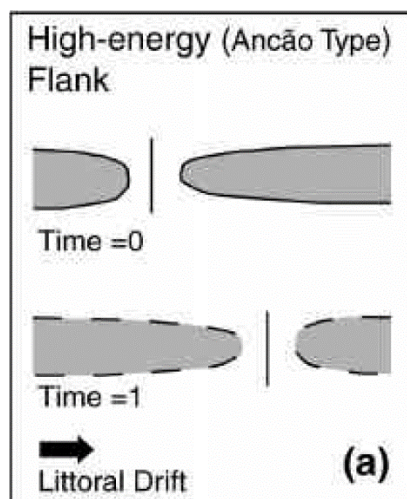 High-energy (Ancão Type)
Flank
Time =0
Time =1
Littoral Drift
(a)